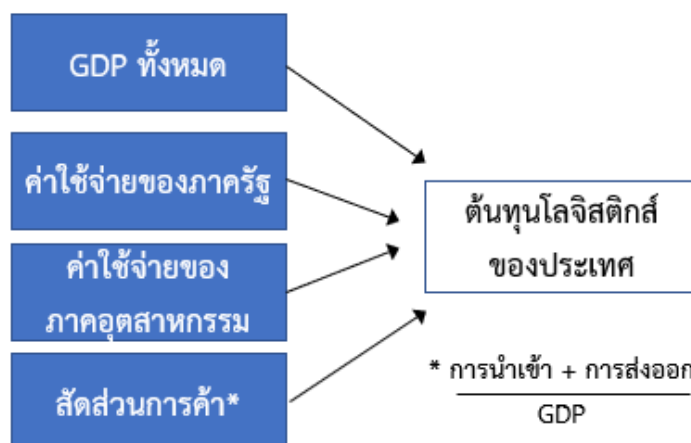 GDP ทั้งหมด
ค่าใช้จ่ายของภาครัฐ
ค่าใช้จ่ายของ
ภาคอุตสาหกรรม
สัดส่วนการค้า*
ต้นทุนโลจิสติกส์
ของประเทศ
* การนำเข้า + การส่งออก
GDP